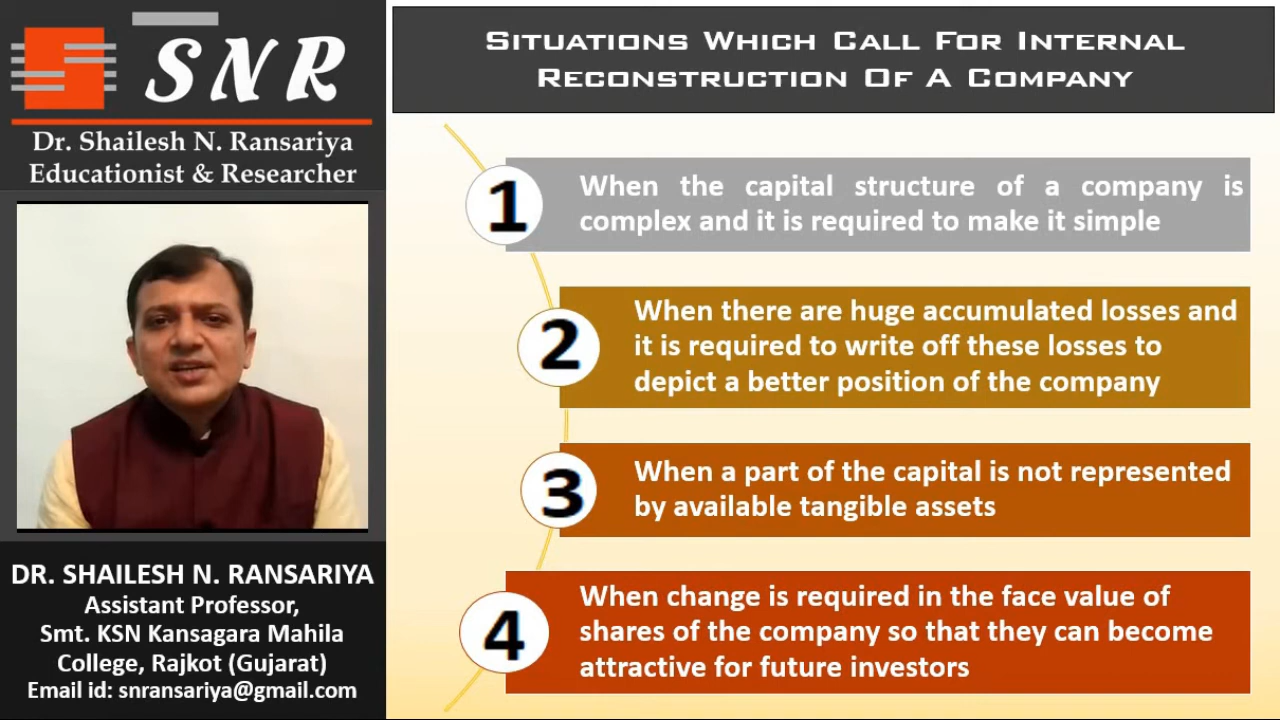 SNR
Dr. Shailesh N. Ransariya
Educationist & Researcher
DR. SHAILESH N. RANSARIYA
Assistant Professor,
Smt. KSN Kansagara Mahila
College, Rajkot (Gujarat)
Email id: snransariya@gmail.com
SITUATIONS WHICH CALL FOR INTERNAL
RECONSTRUCTION OF A COMPANY
1
When the capital structure of a company is
complex and it is required to make it simple
2
When there are huge accumulated losses and
it is required to write off these losses to
depict a better position of the company
3
When a part of the capital is not represented
by available tangible assets
4
When change is required in the face value of
shares of the company so that they can become
attractive for future investors